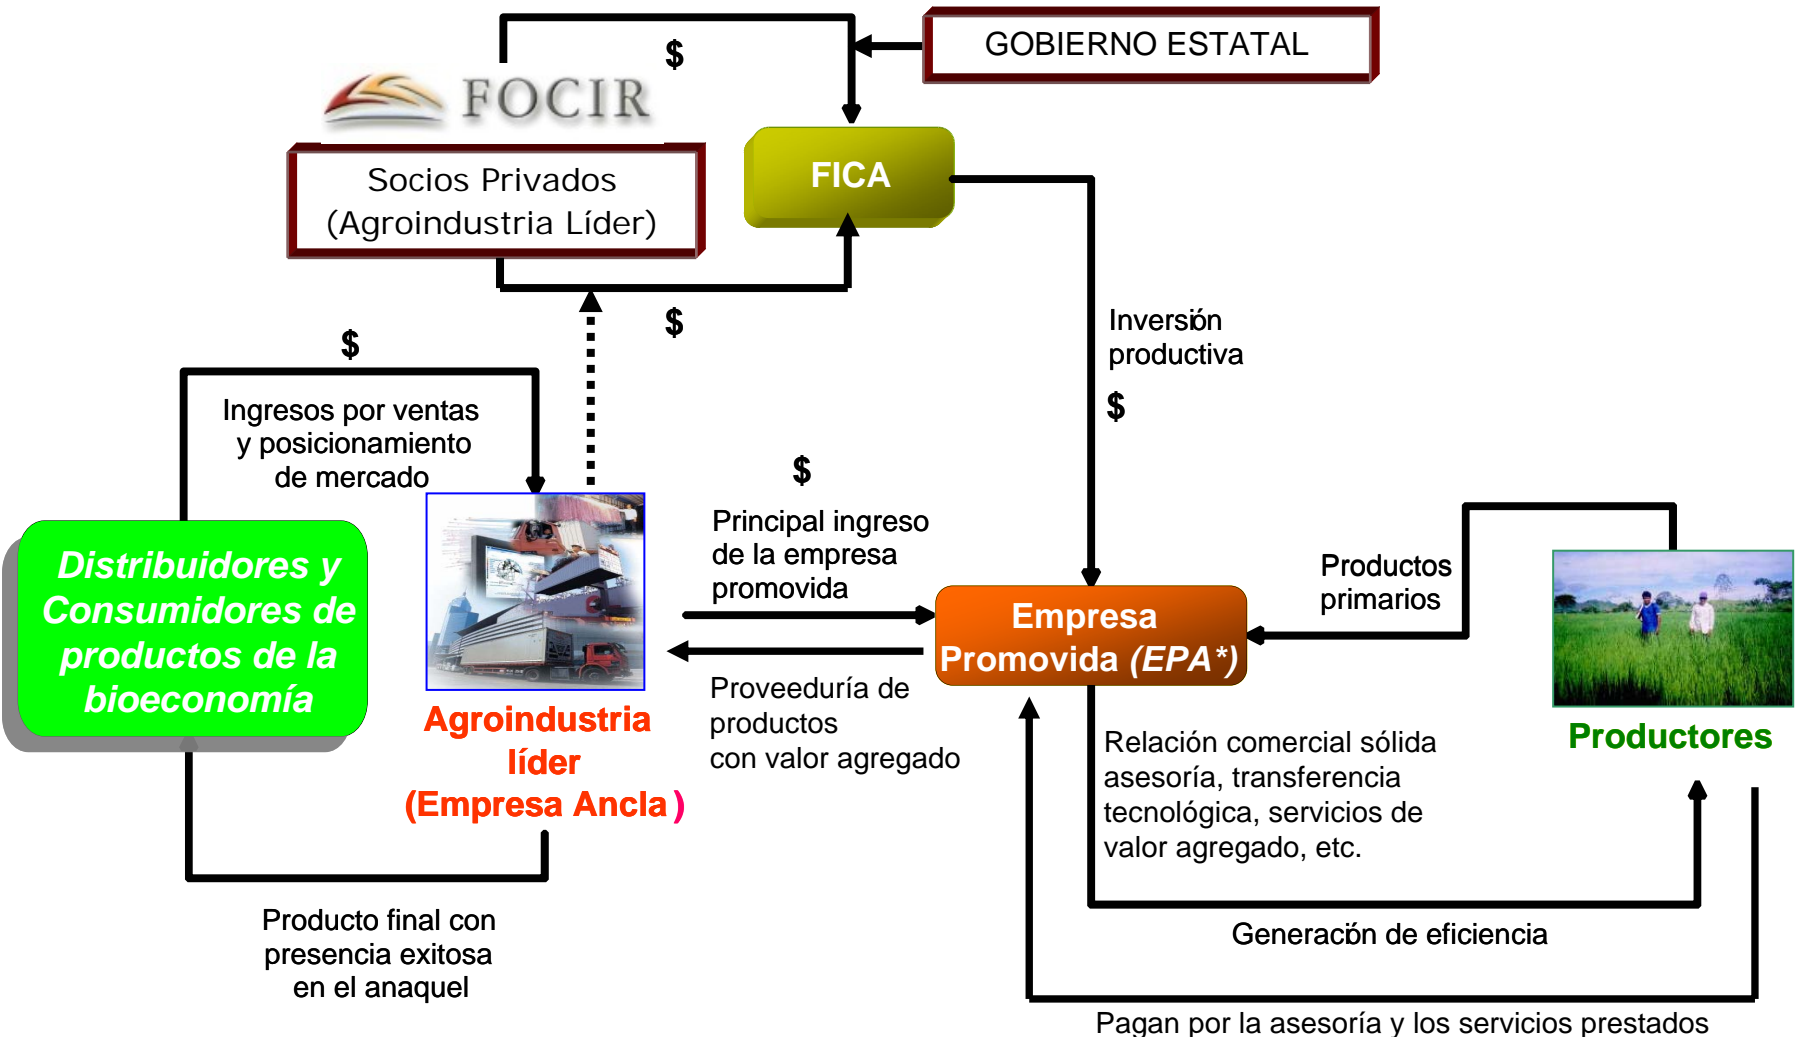 $
GOBIERNO ESTATAL
FOCIR
Socios Privados
(Agroindustria Líder)
FICA
$
$
Ingresos por ventas
y posicionamiento
de mercado
Inversión
productiva
$
$
Principal ingreso
de la empresa
promovida
Productos
primarios
Distribuidores y
Consumidores de
productos de la
bioeconomía
Empresa
Promovida (EPA*)
Proveeduría de
productos
con valor agregado
Agroindustria
líder
(Empresa Ancla)
Productores
Relación comercial sólida
asesoría, transferencia
tecnológica, servicios de
valor agregado, etc.
Generación de eficiencia
Producto final con
presencia exitosa
en el anaquel
Pagan por la asesoría y los servicios prestados